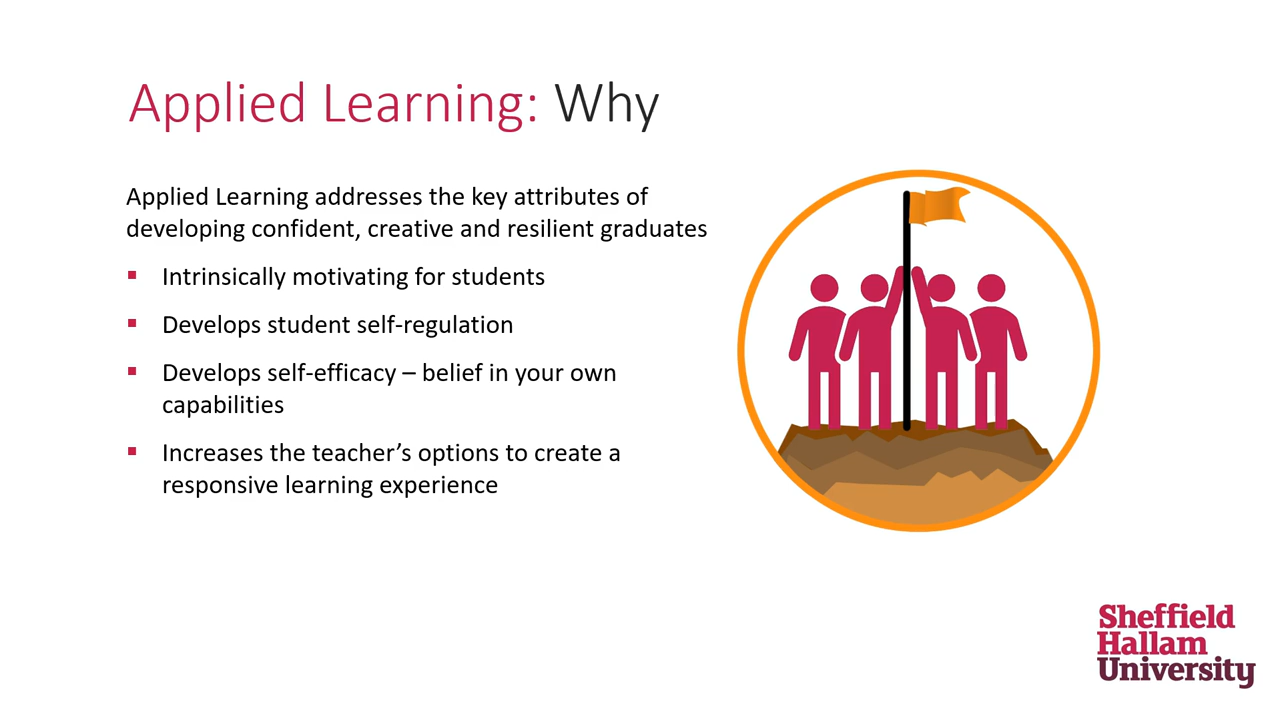 Applied Learning: Why
Applied Learning addresses the key attributes of
developing confident, creative and resilient graduates
▪ Intrinsically motivating for students
▪ Develops student self-regulation
▪ Develops self-efficacy – belief in your own
capabilities
▪ Increases the teacher’s options to create a
responsive learning experience
Sheffield
Hallam
University